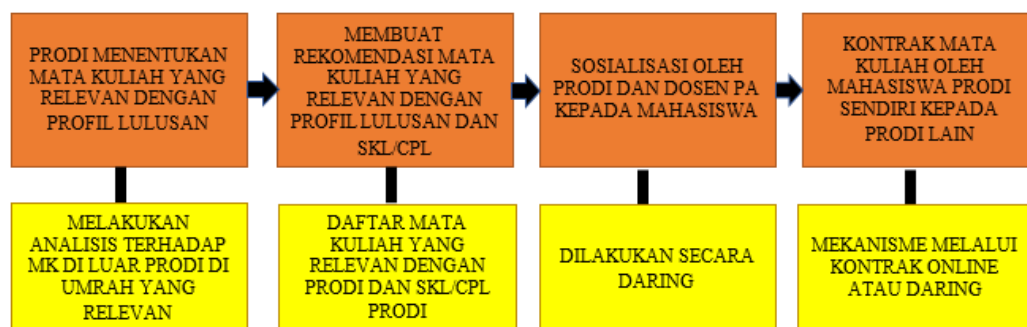 PRODI MENENTUKAN
MATA KULIAH YANG
RELEVAN DENGAN
PROFIL LULUSAN
MEMBUAT
REKOMENDASI MATA
KULIAH YANG
RELEVAN DENGAN
PROFIL LULUSAN DAN
SKL/CPL
SOSIALISASI OLEH
PRODI DAN DOSEN PA
KEPADA MAHASISWA
KONTRAK MATA
KULIAH OLEH
MAHASISWA PRODI
SENDIRI KEPADA
PRODI LAIN
MELAKUKAN
ANALISIS TERHADAP
MK DI LUAR PRODI DI
UMRAH YANG
RELEVAN
DAFTAR MATA
KULIAH YANG
RELEVAN DENGAN
PRODI DAN SKL/CPL
PRODI
DILAKUKAN SECARA
DARING
MEKANISME MELALUI
KONTRAK ONLINE
ATAU DARING